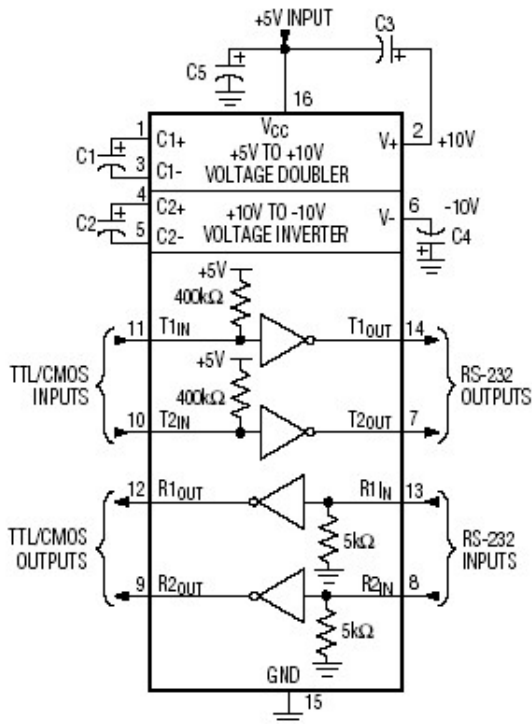 +5V INPUT
C3
C5
+
+
16
1
C1+
VCC
V+
2
+10V
C1
+
3
C1-
+5V TO +10V
VOLTAGE DOUBLER
4
C2+
C2
+
5
C2-
+10V TO -10V
VOLTAGE INVERTER
V-
6
-10V
C4
+
+5V
400kΩ
11
T1IN
T1OUT
14
TTL/CMOS
INPUTS
+5V
400kΩ
RS-232
OUTPUTS
10
T2IN
T2OUT
7
12
R1OUT
R1IN
13
TTL/CMOS
OUTPUTS
5kΩ
RS-232
INPUTS
9
R2OUT
R2IN
8
5kΩ
GND
15